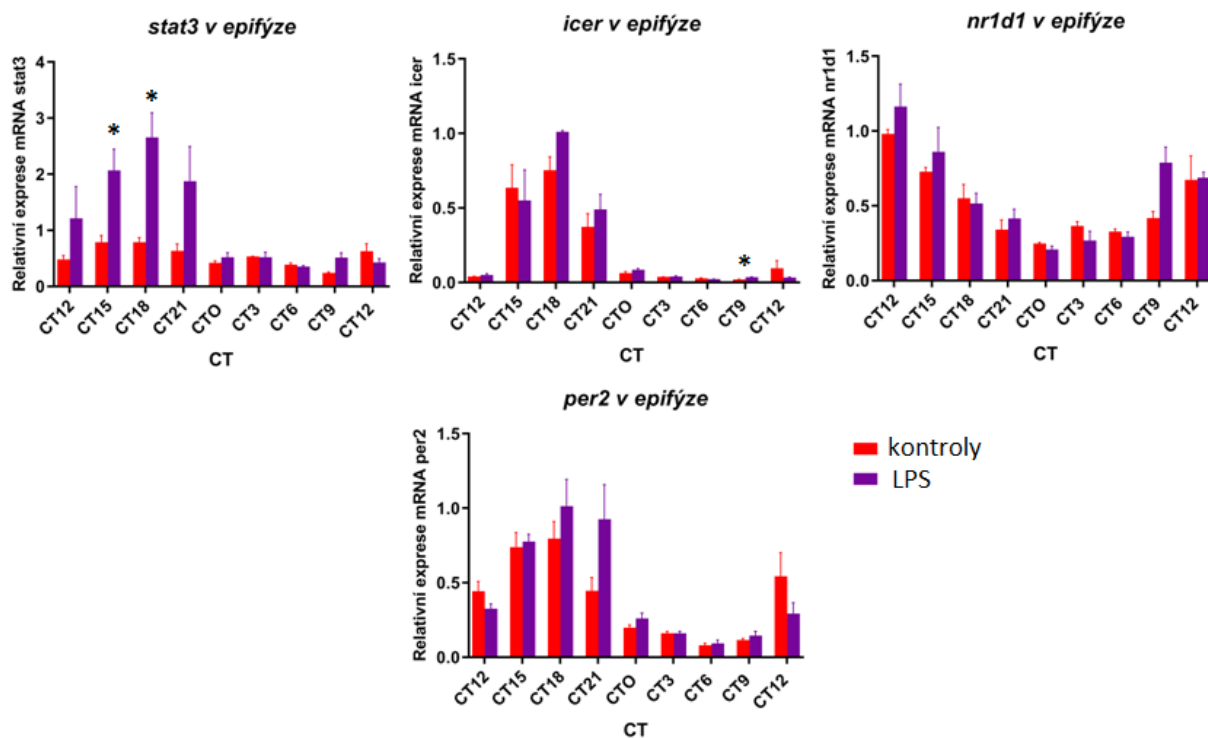 stat3 v epifýze
Relativní exprese mRNA stat3
4
3
2
1
0
* *
CT12 CT15 CT18 CT21 CTO CT3 CT6 CT9 CT12
CT
icer v epifýze
Relativní exprese mRNA icer
1.5
1.0
0.5
0.0
*
CT12 CT15 CT18 CT21 CTO CT3 CT6 CT9 CT12
CT
nr1d1 v epifýze
Relativní exprese mRNA nr1d1
1.5
1.0
0.5
0.0
CT12 CT15 CT18 CT21 CTO CT3 CT6 CT9 CT12
CT
per2 v epifýze
Relativní exprese mRNA per2
1.5
1.0
0.5
0.0
CT12 CT15 CT18 CT21 CTO CT3 CT6 CT9 CT12
CT
kontroly
LPS